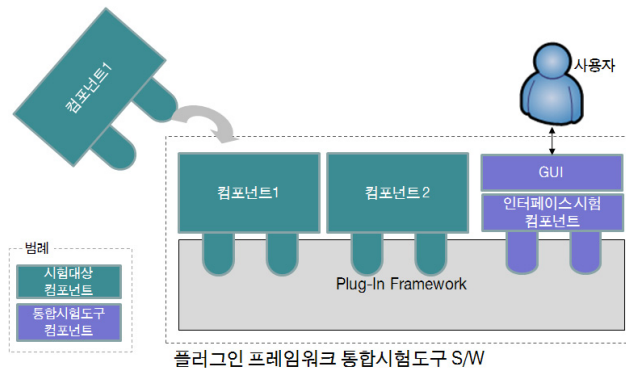 컴포넌트1
사용자
컴포넌트1
컴포넌트2
GUI
인터페이스시험
컴포넌트
Plug-In Framework
범례
시험대상
컴포넌트
통합시험도구
컴포넌트
플러그인 프레임워크 통합시험도구 S/W